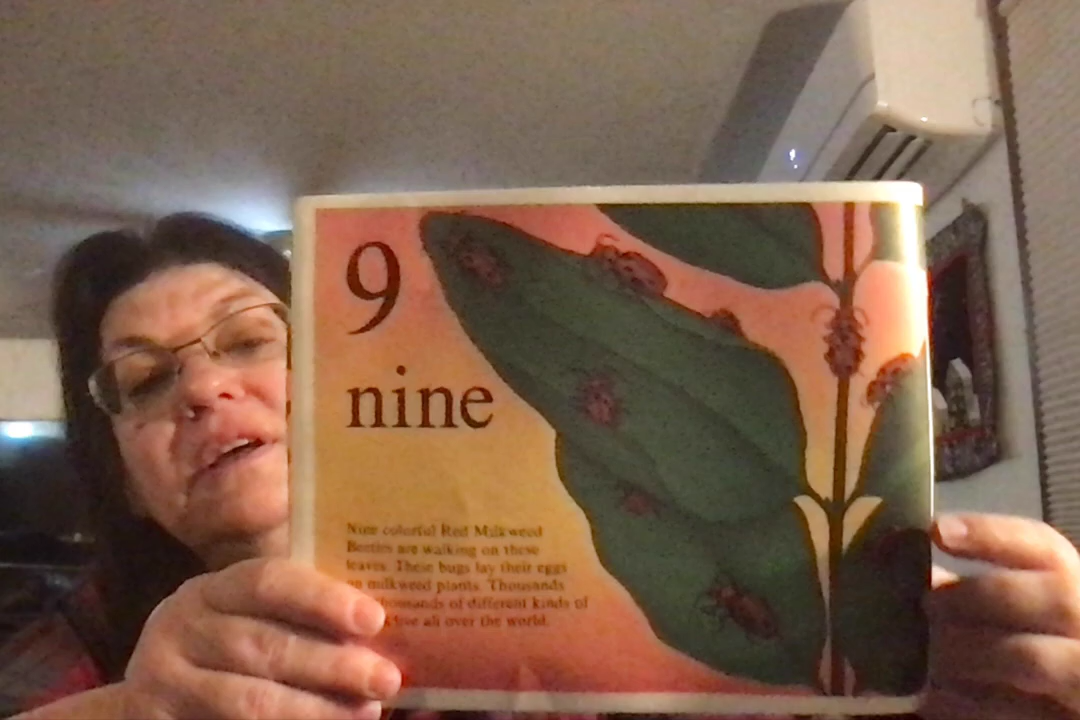 9
nine
Nine colorful Red Milkweed
Beetles are walking on these
leaves. These bugs lay their eggs
on milkweed plants. Thousands
thousands of different kinds of
live all over the world.